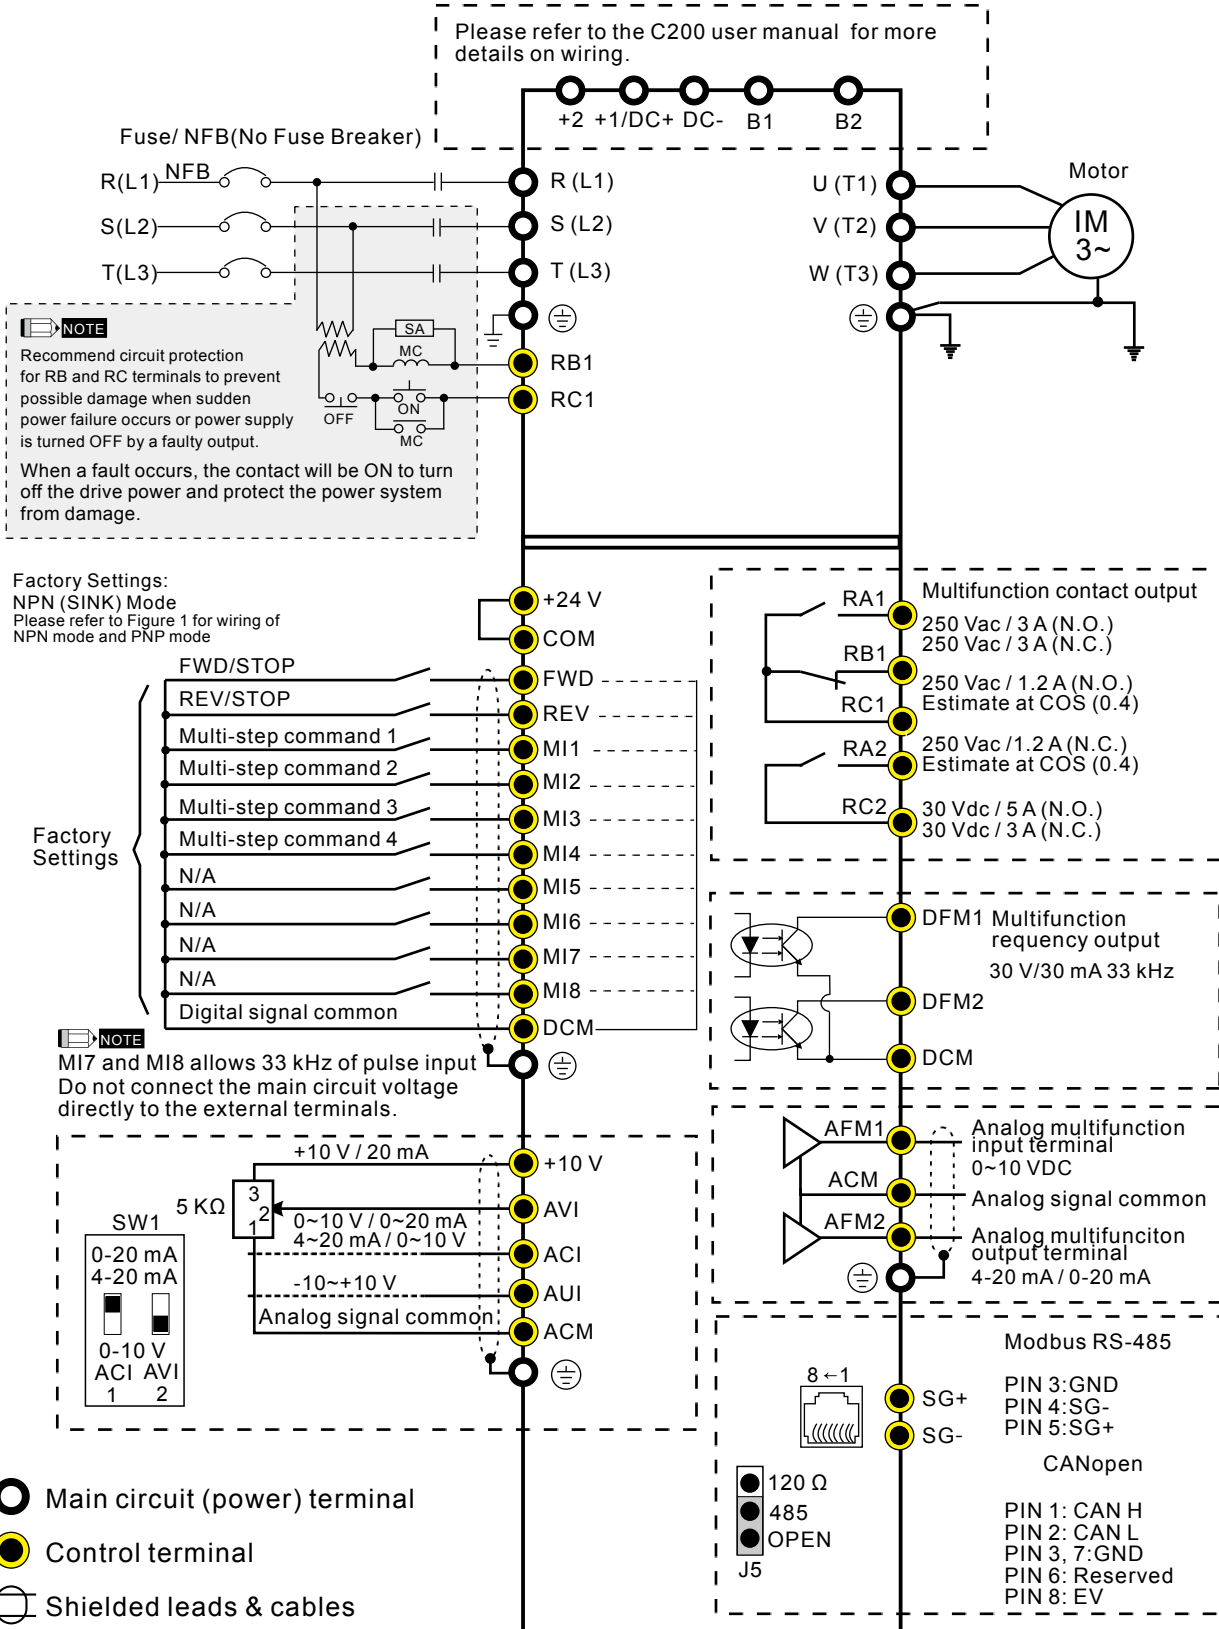 Please refer to the C200 user manual for more
details on wiring.
+2 +1/DC+ DC- B1 B2
Fuse/ NFB(No Fuse Breaker)
R(L1) NFB
S(L2)
T(L3)
R (L1)
S (L2)
T (L3)
RB1
RC1
U (T1)
V (T2)
W (T3)
Motor
IM
3~
SA
MC
OFF
ON
MC
NOTE
Recommend circuit protection
for RB and RC terminals to prevent
possible damage when sudden
power failure occurs or power supply
is turned OFF by a faulty output.
When a fault occurs, the contact will be ON to turn
off the drive power and protect the power system
from damage.
Factory Settings:
NPN (SINK) Mode
Please refer to Figure 1 for wiring of
NPN mode and PNP mode
+24 V
COM
FWD/STOP
FWD
REV/STOP
REV
Multi-step command 1
MI1
Multi-step command 2
MI2
Multi-step command 3
MI3
Multi-step command 4
MI4
N/A
MI5
N/A
MI6
N/A
MI7
N/A
MI8
Digital signal common
DCM
Factory
Settings
NOTE
MI7 and MI8 allows 33 kHz of pulse input
Do not connect the main circuit voltage
directly to the external terminals.
+10 V / 20 mA
+10 V
5 KΩ
3
2
1
AVI
0~10 V / 0~20 mA
4~20 mA / 0~10 V
ACI
-10~+10 V
AUI
Analog signal common
ACM
SW1
0-20 mA
4-20 mA
0-10 V
ACI AVI
1 2
Main circuit (power) terminal
Control terminal
Shielded leads & cables
RA1
RB1
RC1
RA2
RC2
Multifunction contact output
250 Vac / 3 A (N.O.)
250 Vac / 3 A (N.C.)
250 Vac / 1.2 A (N.O.)
Estimate at COS (0.4)
250 Vac /1.2 A (N.C.)
Estimate at COS (0.4)
30 Vdc / 5 A (N.O.)
30 Vdc / 3 A (N.C.)
DFM1
Multifunction
requency output
30 V/30 mA 33 kHz
DFM2
DCM
AFM1
Analog multifunction
input terminal
0~10 VDC
ACM
Analog signal common
AFM2
Analog multifunciton
output terminal
4-20 mA / 0-20 mA
Modbus RS-485
8←1
SG+
SG-
PIN 3:GND
PIN 4:SG-
PIN 5:SG+
CANopen
PIN 1: CAN H
PIN 2: CAN L
PIN 3, 7:GND
PIN 6: Reserved
PIN 8: EV
120 Ω
485
OPEN
J5